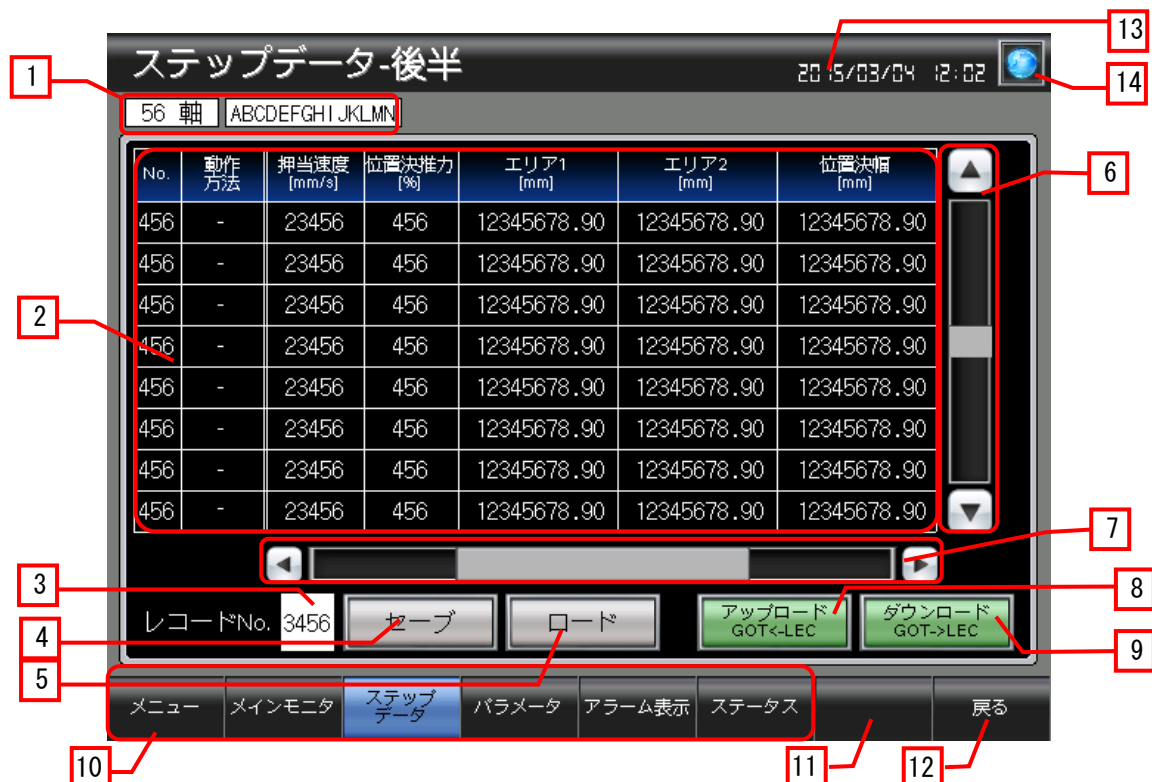 13
ステップデータ-後半
2015/03/04 12:02
1
14
56 軸 ABCDEFGHIJKLMN
No. 動作方法 押当速度[mm/s] 位置決推力[%] エリア1[mm] エリア2[mm] 位置決幅[mm]
6
456 - 23456 456 12345678.90 12345678.90 12345678.90
456 - 23456 456 12345678.90 12345678.90 12345678.90
456 - 23456 456 12345678.90 12345678.90 12345678.90
2
456 - 23456 456 12345678.90 12345678.90 12345678.90
456 - 23456 456 12345678.90 12345678.90 12345678.90
456 - 23456 456 12345678.90 12345678.90 12345678.90
456 - 23456 456 12345678.90 12345678.90 12345678.90
456 - 23456 456 12345678.90 12345678.90 12345678.90
7
3
8
レコードNo. 3456 セーブ ロード アップロード ダウンロード
GOT<-LEC GOT->LEC
4
9
5
メニュー メインモニタ ステップデータ パラメータ アラーム表示 ステータス 戻る
10
11
12